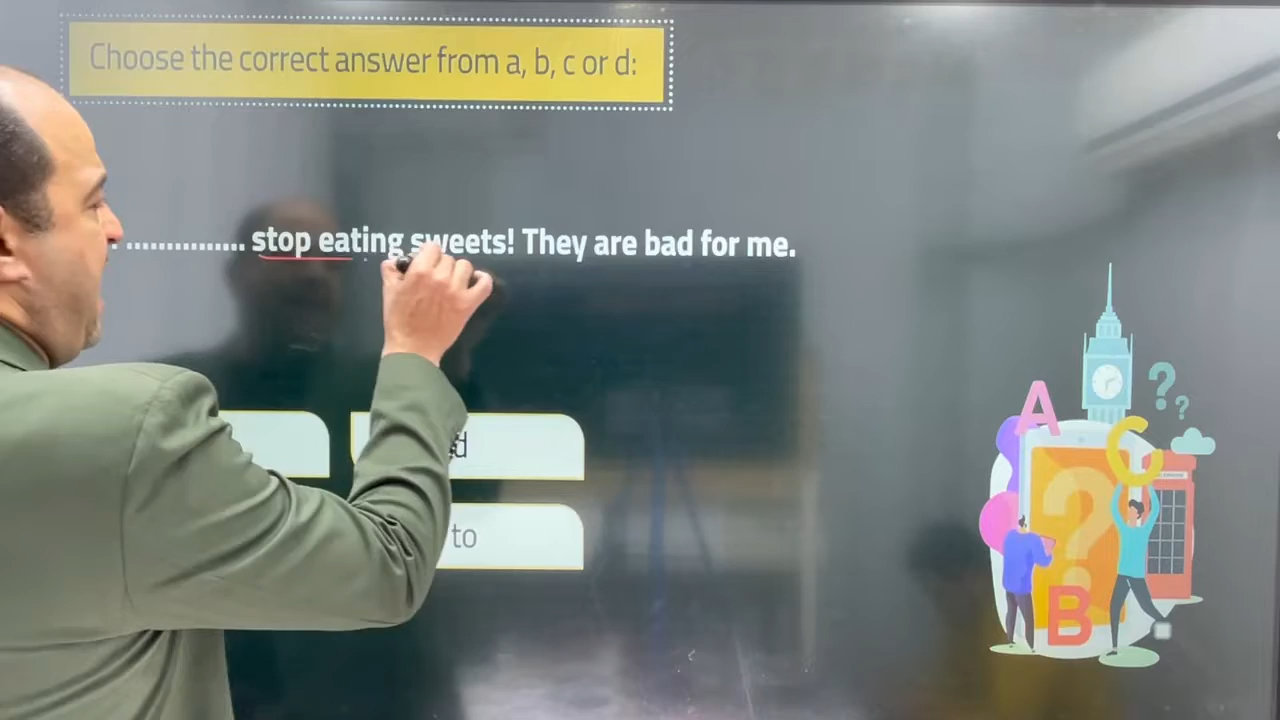 Choose the correct answer from a, b, c or d:
................ stop eating sweets! They are bad for me.
to
A
C
B